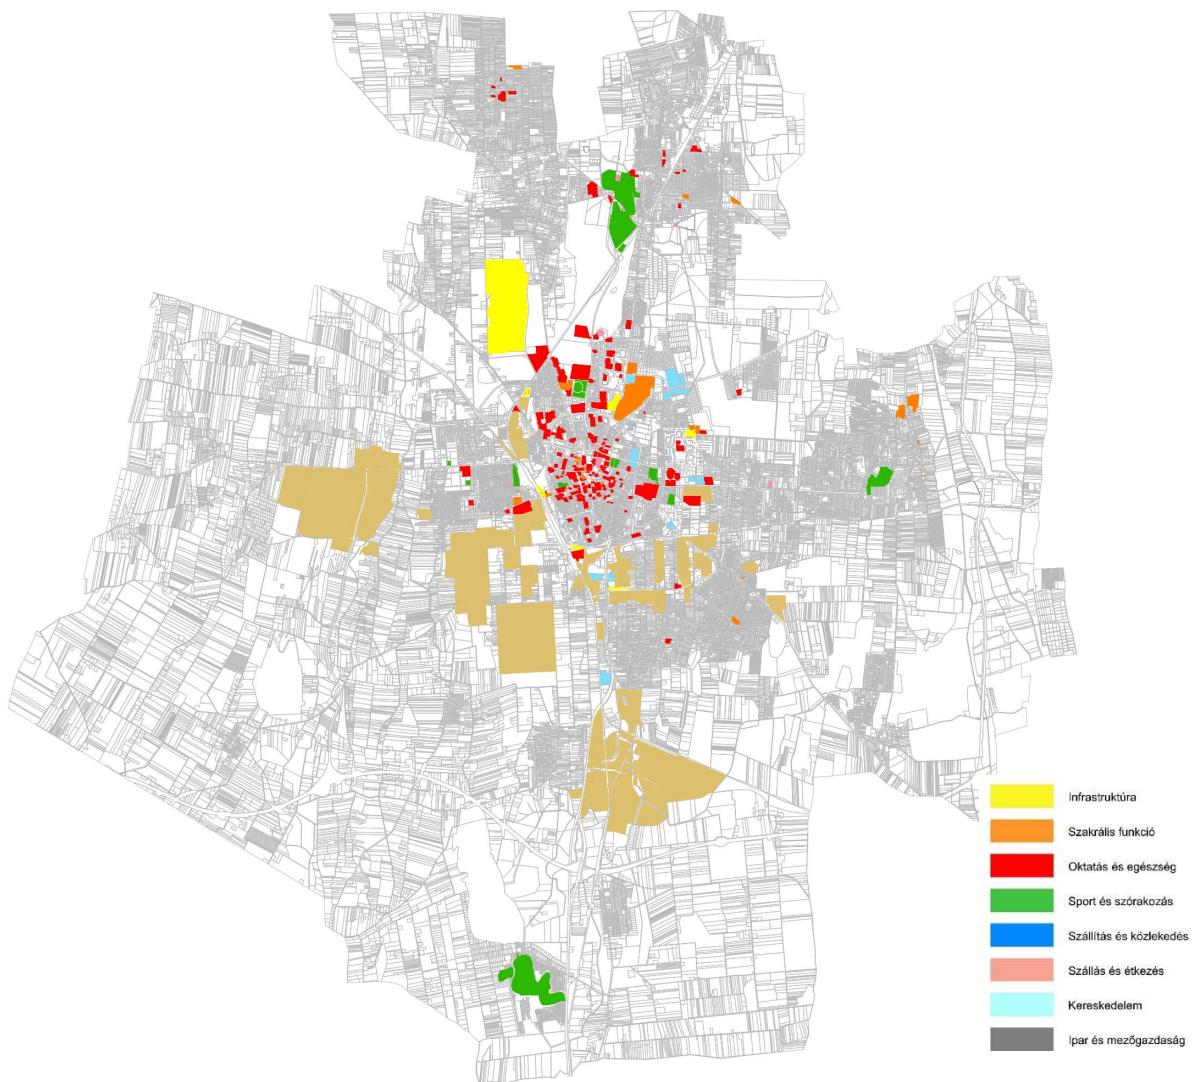 Infrastruktúra
Szakrális funkció
Oktatás és egészség
Sport és szórakozás
Szállítás és közlekedés
Szállás és étkezés
Kereskedelem
Ipar és mezőgazdaság